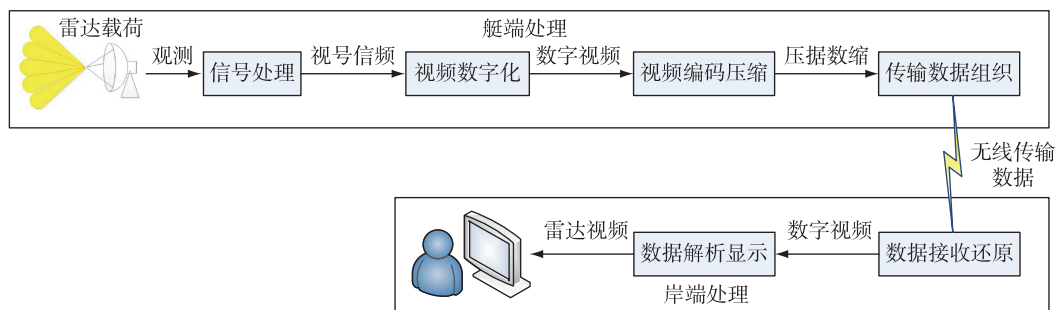 雷达载荷
艇端处理
观测
信号处理
视号信频
视频数字化
数字视频
视频编码压缩
压据数缩
传输数据组织
无线传输
数据
雷达视频
数据解析显示
数字视频
数据接收还原
岸端处理